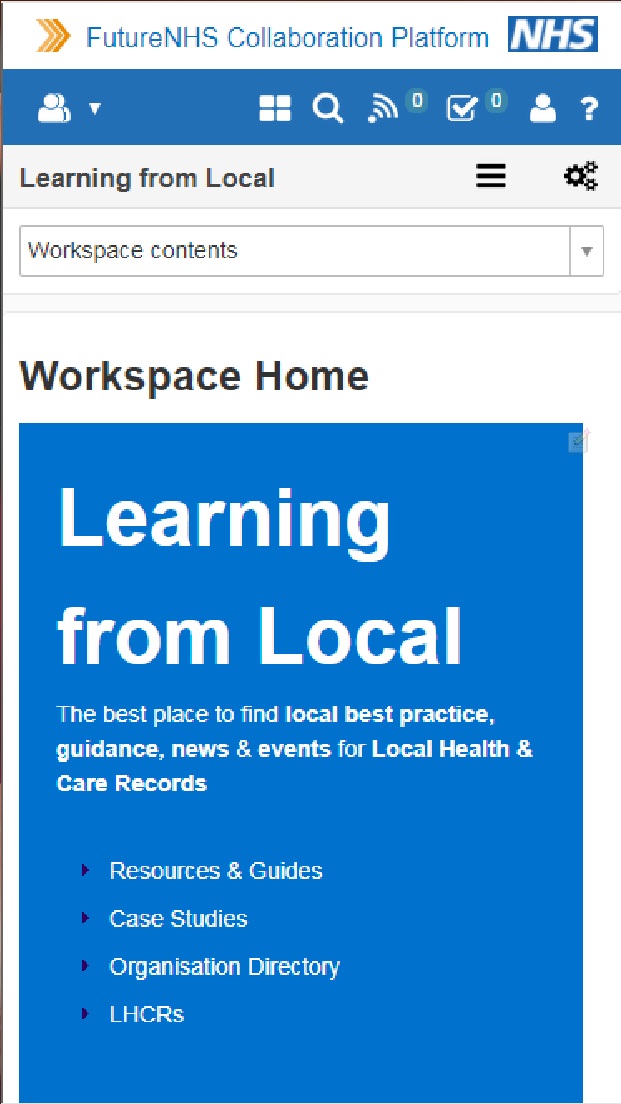 FutureNHS Collaboration Platform NHS
0 0 ?
Learning from Local
Workspace contents
Workspace Home
Learning
from Local
The best place to find local best practice,
guidance, news & events for Local Health &
Care Records
Resources & Guides
Case Studies
Organisation Directory
LHCRs